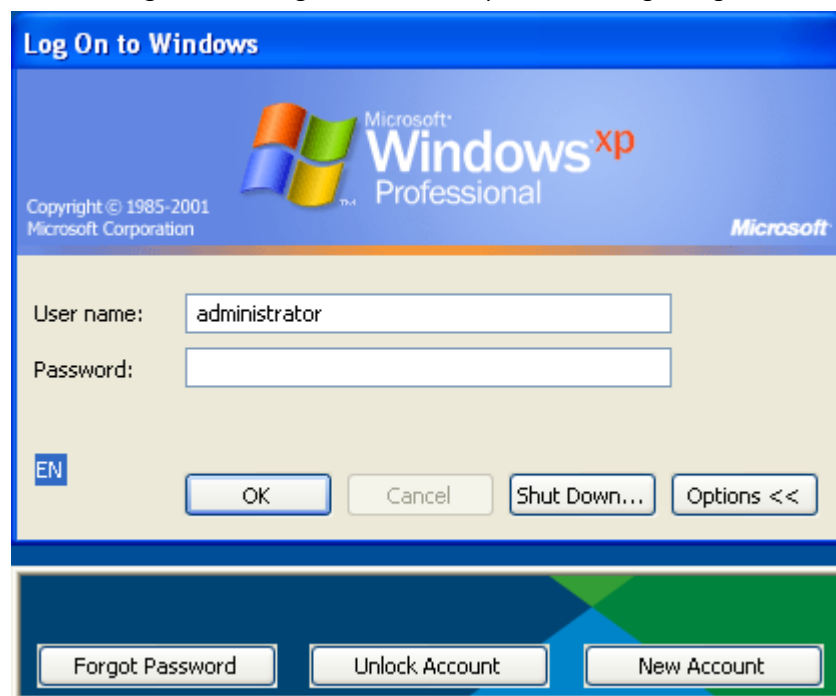 Log On to Windows
Microsoft
Windows xp
Professional
TM
Copyright © 1985-2001
Microsoft Corporation
Microsoft
User name: administrator
Password:
EN
OK Cancel Shut Down... Options <<
Forgot Password Unlock Account New Account